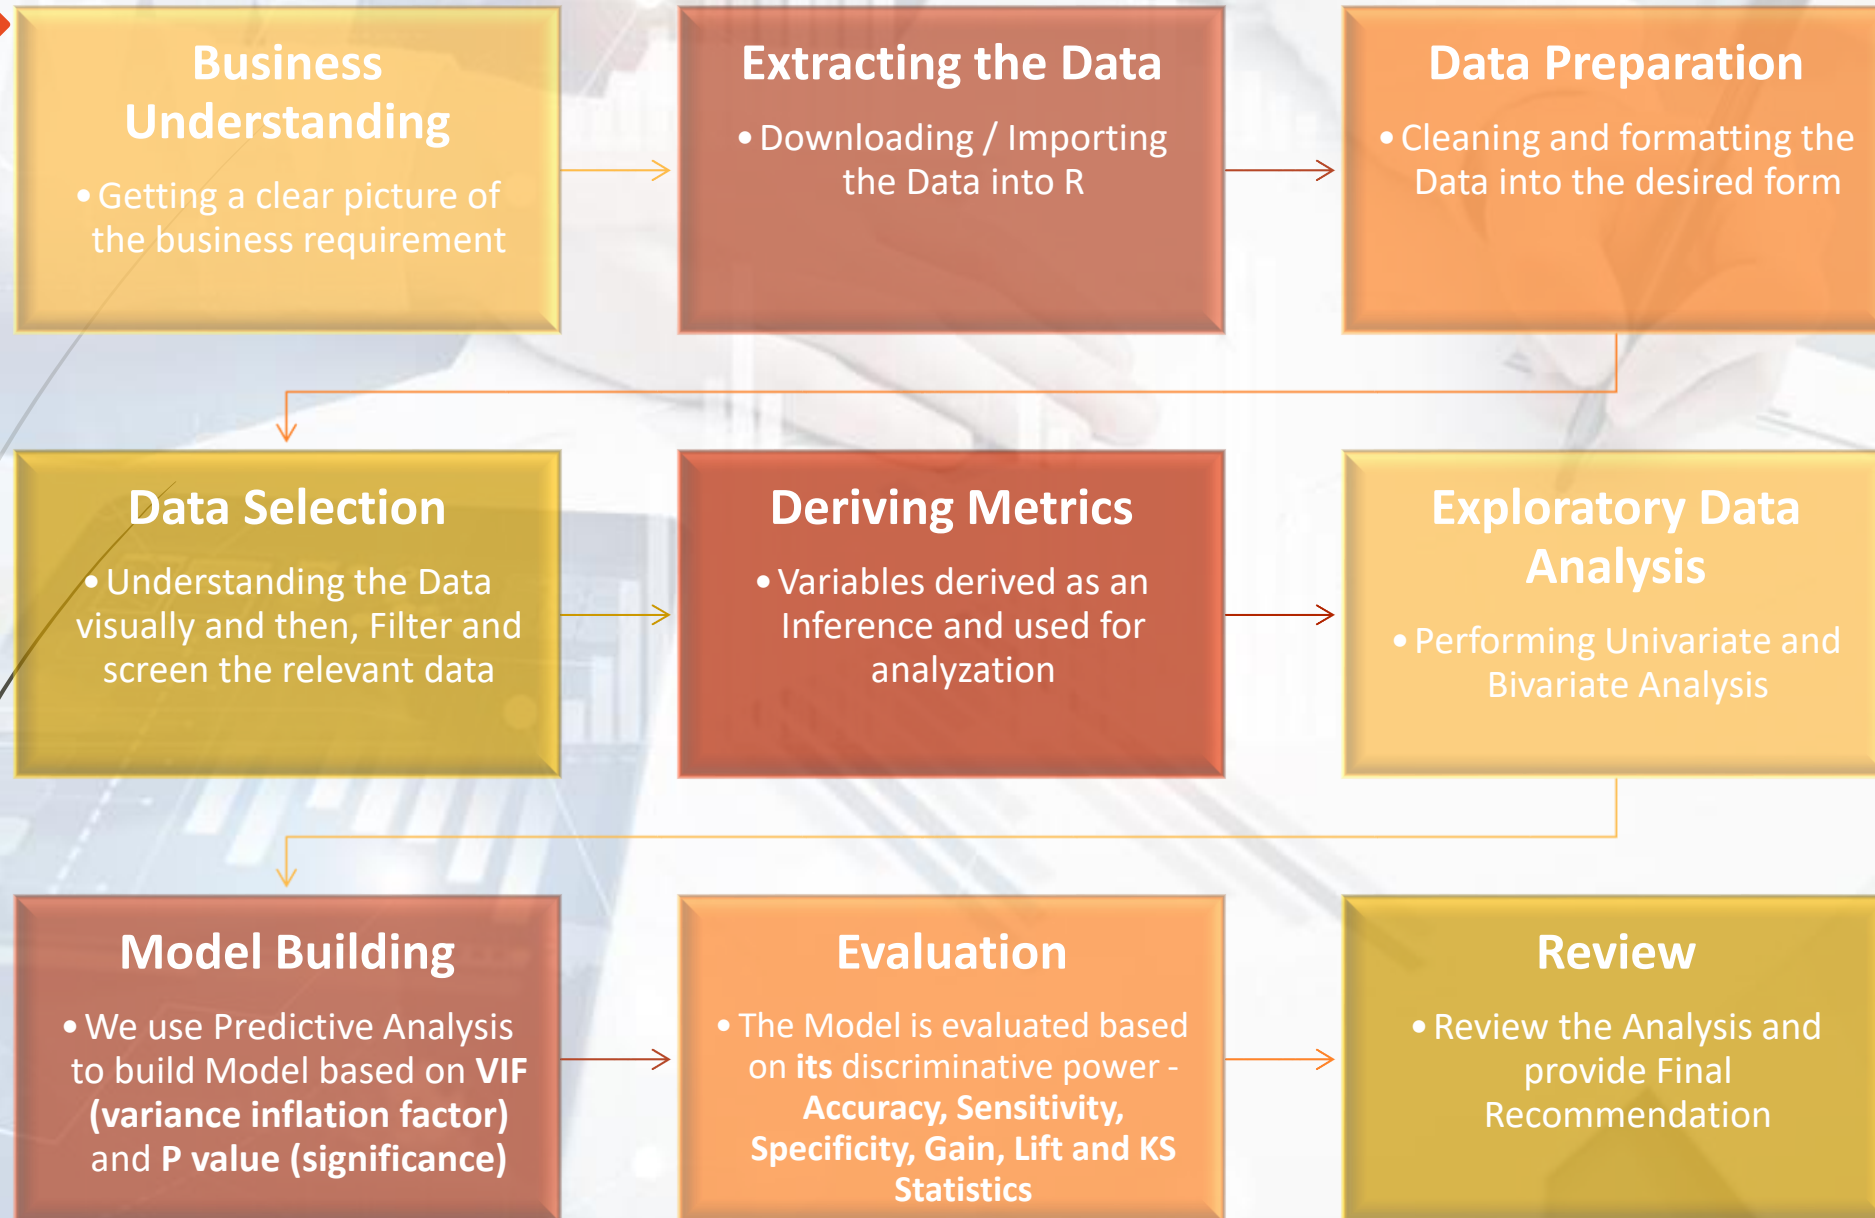 Business
Understanding
• Getting a clear picture of
the business requirement
Extracting the Data
• Downloading / Importing
the Data into R
Data Preparation
• Cleaning and formatting the
Data into the desired form
Data Selection
• Understanding the Data
visually and then, Filter and
screen the relevant data
Deriving Metrics
• Variables derived as an
Inference and used for
analyzation
Exploratory Data
Analysis
• Performing Univariate and
Bivariate Analysis
Model Building
• We use Predictive Analysis
to build Model based on VIF
(variance inflation factor)
and P value (significance)
Evaluation
• The Model is evaluated based
on its discriminative power -
Accuracy, Sensitivity,
Specificity, Gain, Lift and KS
Statistics
Review
• Review the Analysis and
provide Final
Recommendation